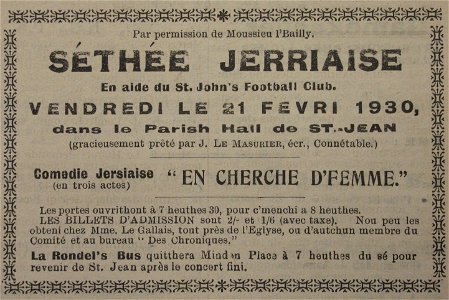 Par permission de Moussieu l'Bailly.
SÉTHÉE JERRIAISE
En aide du St. John's Football Club.
VENDREDI LE 21 FEVRI 1930,
dans le Parish Hall de ST.-JEAN
(gracieusement prêté par J. LE MASURIER, écr., Connétable.)
Comedie Jersiaise "EN CHERCHE D'FEMME."
(en trois actes)
Les portes ouvrithont à 7 heuthes 30, pour c'menchi a 8 heuthes.
LES BILLETS D'ADMISSION sont 2/- et 1/6 (avec taxe). Nou peu les
obteni chez Mme. Le Gallais, tout près de l'Eglyse, ou d'autchun membre du
Comité et au bureau "Des Chroniques."
La Rondel's Bus quitthera Minden Place à 7 heuthes du sé pour
revenir de St. Jean après le concert fini.